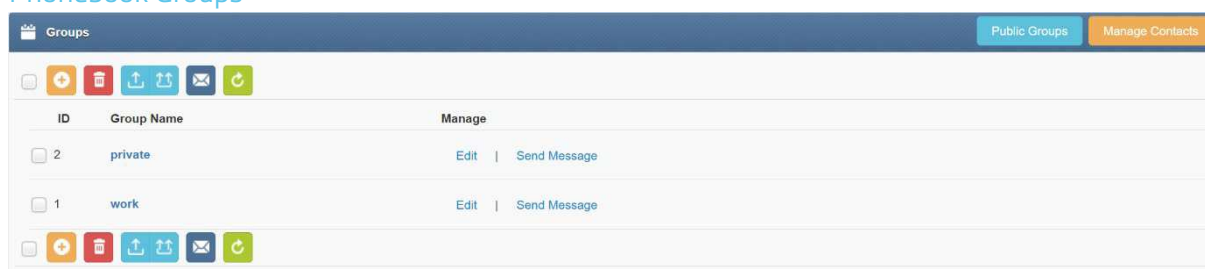 Phonebook Groups
Groups Public Groups Manage Contacts
ID Group Name Manage
2 private Edit | Send Message
1 work Edit | Send Message